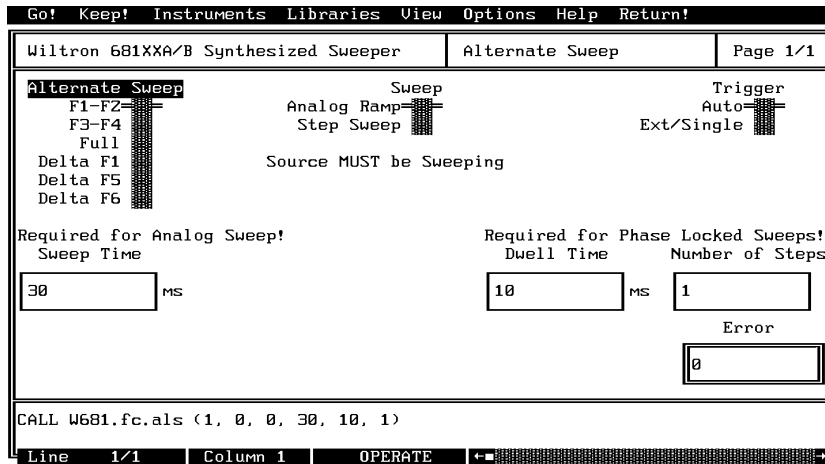 Go! Keep! Instruments Libraries View Options Help Return!
Wiltron 681XXA/B Synthesized Sweeper Alternate Sweep Page 1/1
Alternate Sweep Sweep Trigger
F1-F2 Analog Ramp Auto
F3-F4 Step Sweep Ext/Single
Full
Delta F1 Source MUST be Sweeping
Delta F5
Delta F6
Required for Analog Sweep! Required for Phase Locked Sweeps!
Sweep Time Dwell Time Number of Steps
30 ms 10 ms 1
Error
0
CALL W681.fc.als (1, 0, 0, 30, 10, 1)
Line 1/1 Column 1 OPERATE